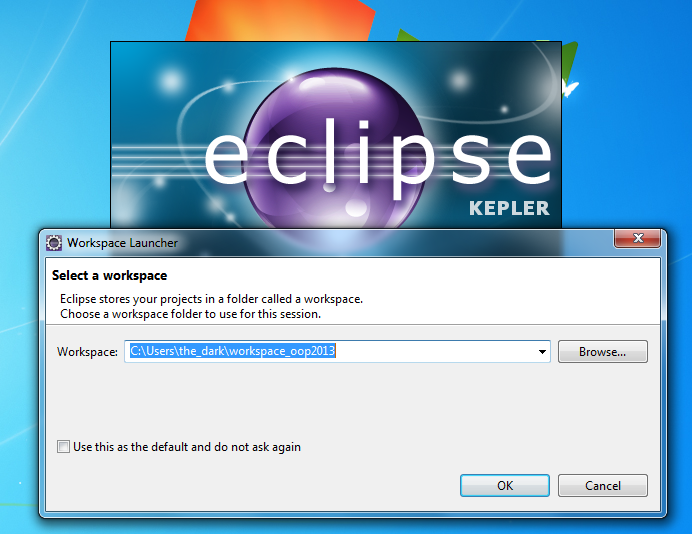 eclipse
KEPLER
Workspace Launcher
Select a workspace
Eclipse stores your projects in a folder called a workspace.
Choose a workspace folder to use for this session.
Workspace: C:\Users\the_dark\workspace_oop2013 Browse...
Use this as the default and do not ask again
OK Cancel